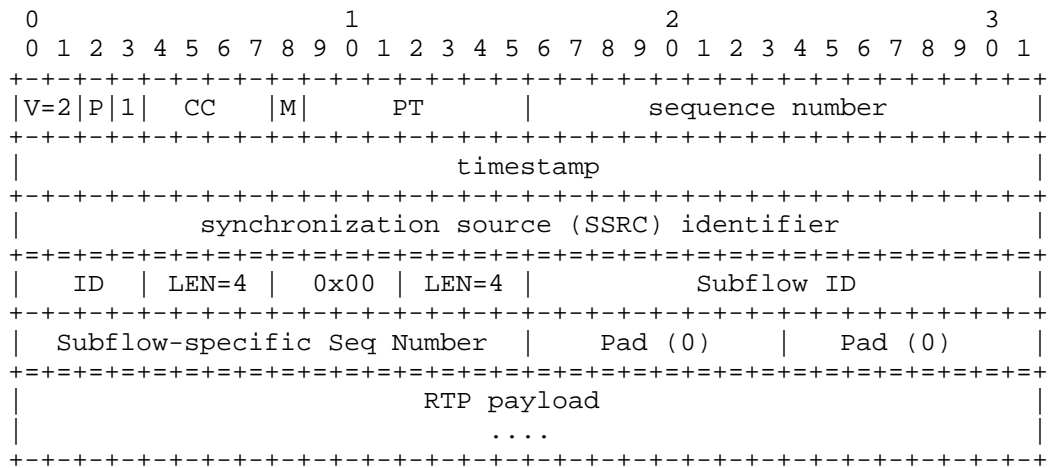 0                   1                   2                   3
 0 1 2 3 4 5 6 7 8 9 0 1 2 3 4 5 6 7 8 9 0 1 2 3 4 5 6 7 8 9 0 1
+-+-+-+-+-+-+-+-+-+-+-+-+-+-+-+-+-+-+-+-+-+-+-+-+-+-+-+-+-+-+-+-+
|V=2|P|1|  CC   |M|     PT      |       sequence number         |
+-+-+-+-+-+-+-+-+-+-+-+-+-+-+-+-+-+-+-+-+-+-+-+-+-+-+-+-+-+-+-+-+
|                           timestamp                           |
+-+-+-+-+-+-+-+-+-+-+-+-+-+-+-+-+-+-+-+-+-+-+-+-+-+-+-+-+-+-+-+-+
|           synchronization source (SSRC) identifier            |
+=+=+=+=+=+=+=+=+=+=+=+=+=+=+=+=+=+=+=+=+=+=+=+=+=+=+=+=+=+=+=+=+
|   ID  | LEN=4 |  0x00 | LEN=4 |          Subflow ID           |
+-+-+-+-+-+-+-+-+-+-+-+-+-+-+-+-+-+-+-+-+-+-+-+-+-+-+-+-+-+-+-+-+
|  Subflow-specific Seq Number  |    Pad (0)    |   Pad (0)     |
+=+=+=+=+=+=+=+=+=+=+=+=+=+=+=+=+=+=+=+=+=+=+=+=+=+=+=+=+=+=+=+=+
|                         RTP payload                           |
|                             ....                              |
+-+-+-+-+-+-+-+-+-+-+-+-+-+-+-+-+-+-+-+-+-+-+-+-+-+-+-+-+-+-+-+-+